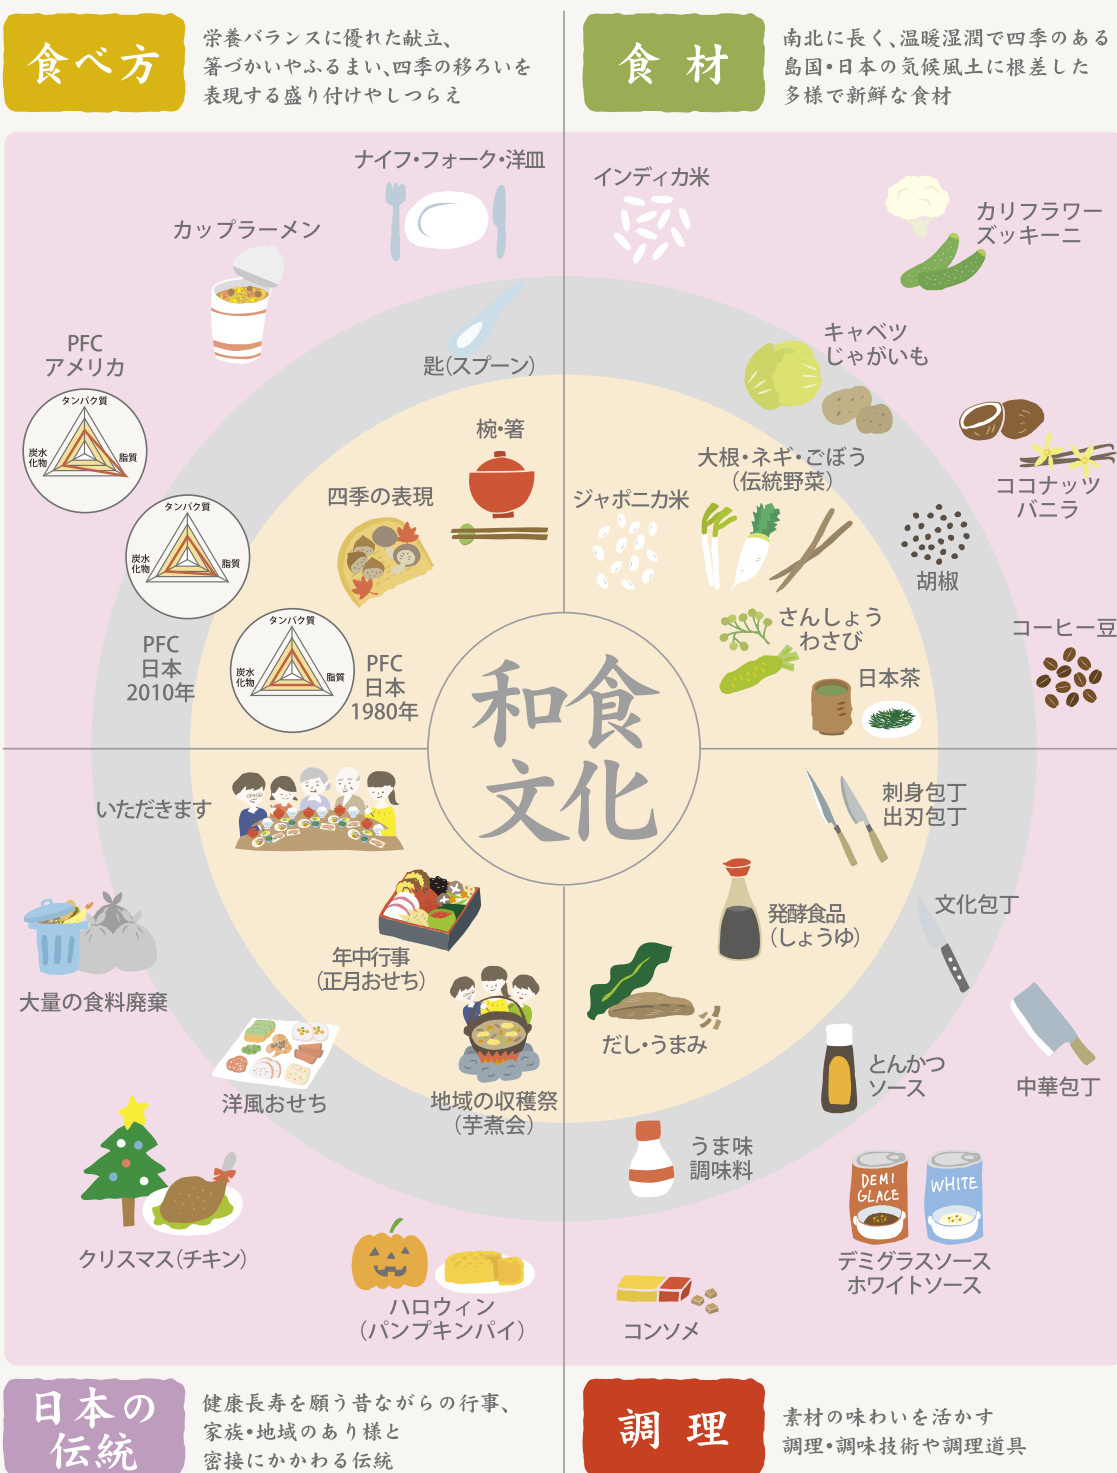 食べ方
栄養バランスに優れた献立、
箸づかいやふるまい、四季の移ろいを
表現する盛り付けやしつらえ
食材
南北に長く、温暖湿潤で四季のある
島国・日本の気候風土に根差した
多様で新鮮な食材
ナイフ・フォーク・洋皿
カップラーメン
匙(スプーン)
PFC
アメリカ
タンパク質
炭水
化物
脂質
椀・箸
四季の表現
タンパク質
炭水
化物
脂質
PFC
日本
2010年
タンパク質
炭水
化物
脂質
PFC
日本
1980年
インディカ米
カリフラワー
ズッキーニ
キャベツ
じゃがいも
大根・ネギ・ごぼう
(伝統野菜)
ジャポニカ米
ココナッツ
バニラ
胡椒
さんしょう
わさび
コーヒー豆
日本茶
和食
文化
いただきます
年中行事
(正月おせち)
大量の食料廃棄
洋風おせち
地域の収穫祭
(芋煮会)
クリスマス(チキン)
ハロウィン
(パンプキンパイ)
刺身包丁
出刃包丁
文化包丁
発酵食品
(しょうゆ)
だし・うまみ
とんかつ
ソース
中華包丁
うま味
調味料
DEMI
GLACE
WHITE
デミグラスソース
ホワイトソース
コンソメ
日本の
伝統
健康長寿を願う昔ながらの行事、
家族・地域のあり様と
密接にかかわる伝統
調理
素材の味わいを活かす
調理・調味技術や調理道具